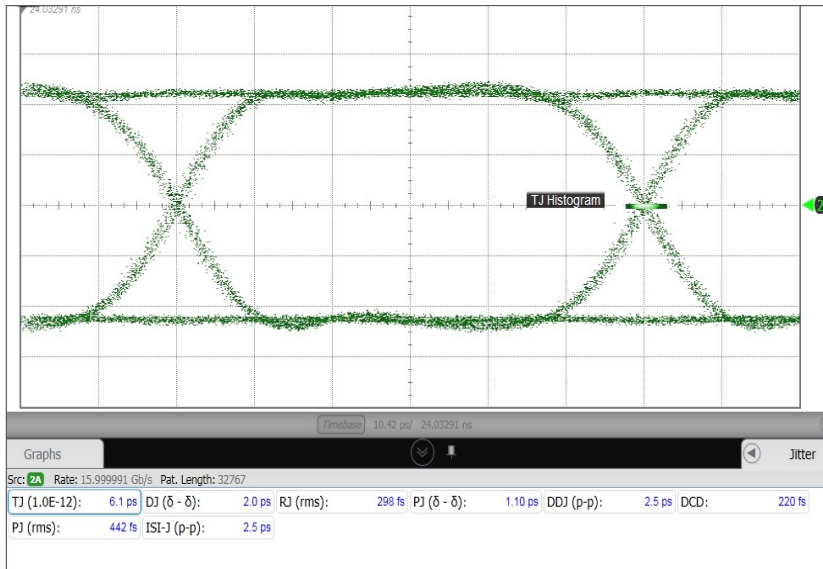 24.03291 ns
TJ Histogram
2
Timebase 10.42 ps/ 24.03291 ns
Graphs
Jitter
Src: 2A Rate: 15.999991 Gb/s Pat. Length: 32767
TJ (1.0E-12): 6.1 ps DJ (δ - δ): 2.0 ps RJ (rms): 298 fs PJ (δ - δ): 1.10 ps DDJ (p-p): 2.5 ps DCD: 220 fs
PJ (rms): 442 fs ISI-J (p-p): 2.5 ps